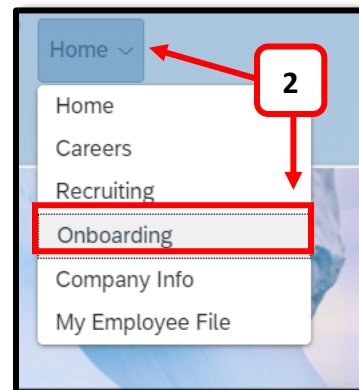 Home
2
Home
Careers
Recruiting
Onboarding
Company Info
My Employee File